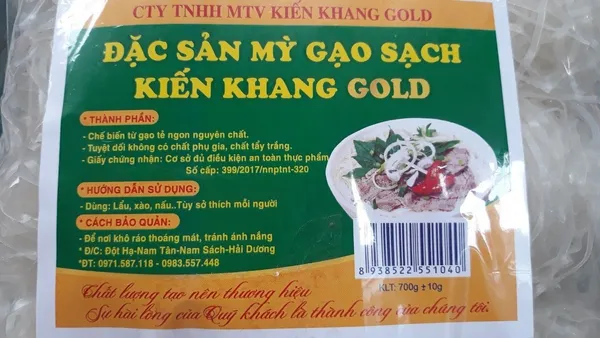 CTY TNHH MTV KIẾN KHANG GOLD
ĐẶC SẢN MỲ GẠO SẠCH
KIẾN KHANG GOLD
* THÀNH PHẦN:
- Chế biến từ gạo tẻ ngon nguyên chất.
- Tuyệt đối không có chất phụ gia, chất tẩy trắng.
- Giấy chứng nhận: Cơ sở đủ điều kiện an toàn thực phẩm
Số cấp: 399/2017/nnptnt-320
* HƯỚNG DẪN SỬ DỤNG:
- Dùng: Lẩu, xào, nấu..Tùy sở thích mỗi người
* CÁCH BẢO QUẢN:
- Để nơi khô ráo thoáng mát, tránh ánh nắng
* Đ/C: Đột Hạ-Nam Tân-Nam Sách-Hải Dương
*ĐT: 0971.587.118 - 0983.557.448
8 938522 551040
KLT: 700g ± 10g
Chất lượng tạo nên thương hiệu
Sự hài lòng của Quý khách là thành công của chúng tôi.